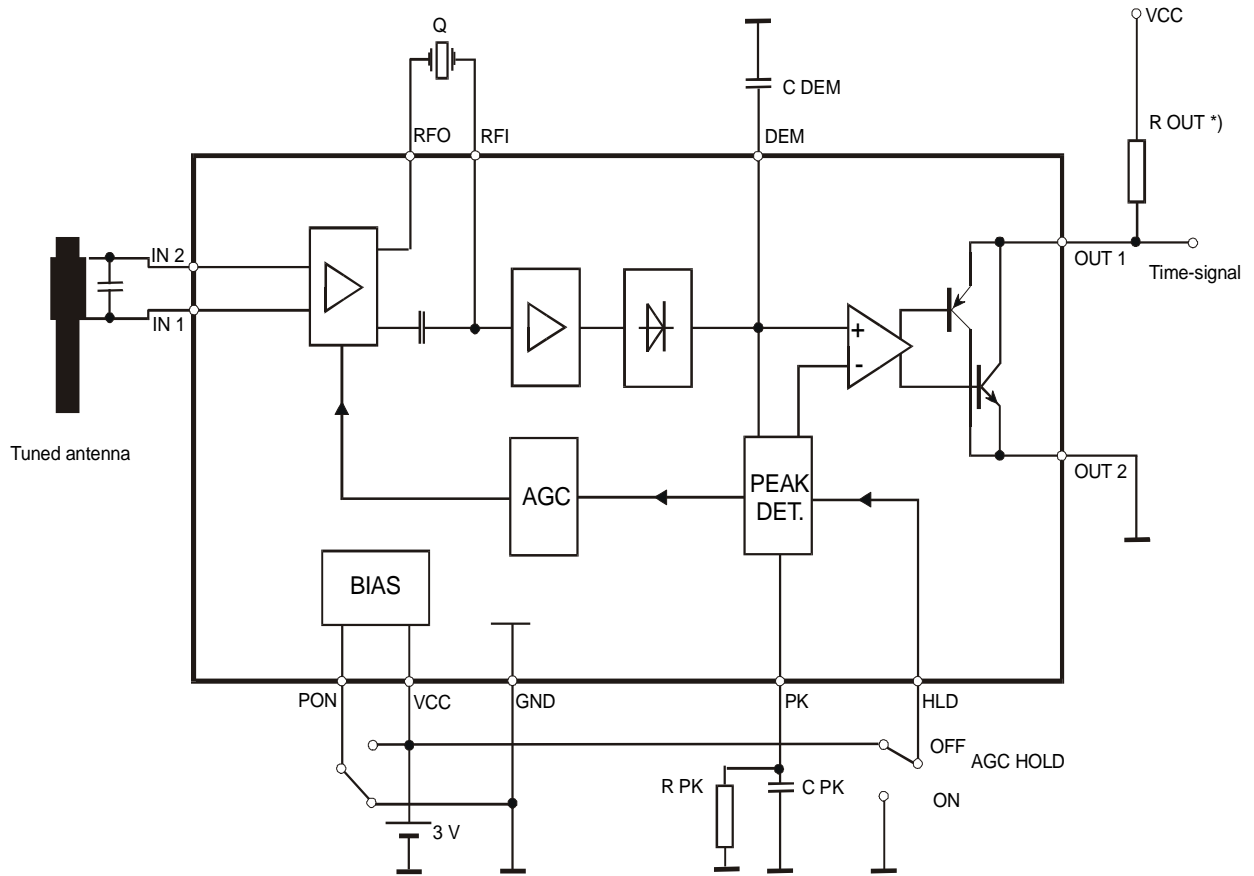 Q
VCC
C DEM
R OUT *)
RFO
RFI
DEM
IN 2
IN 1
OUT 1
Time-signal
+
-
Tuned antenna
OUT 2
AGC
PEAK
DET.
BIAS
PON
VCC
GND
PK
HLD
OFF
AGC HOLD
R PK
C PK
ON
3 V